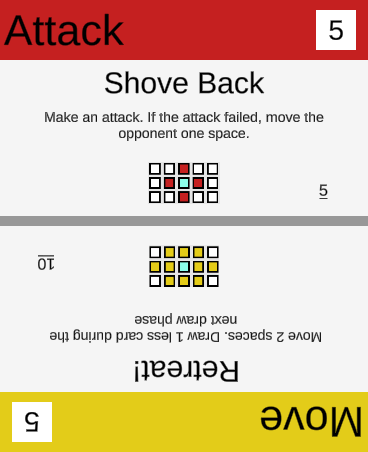 Attack
5
Shove Back
Make an attack. If the attack failed, move the
opponent one space.
5
Move
5
Retreat!
Move 2 spaces. Draw 1 less card during the
next draw phase
10